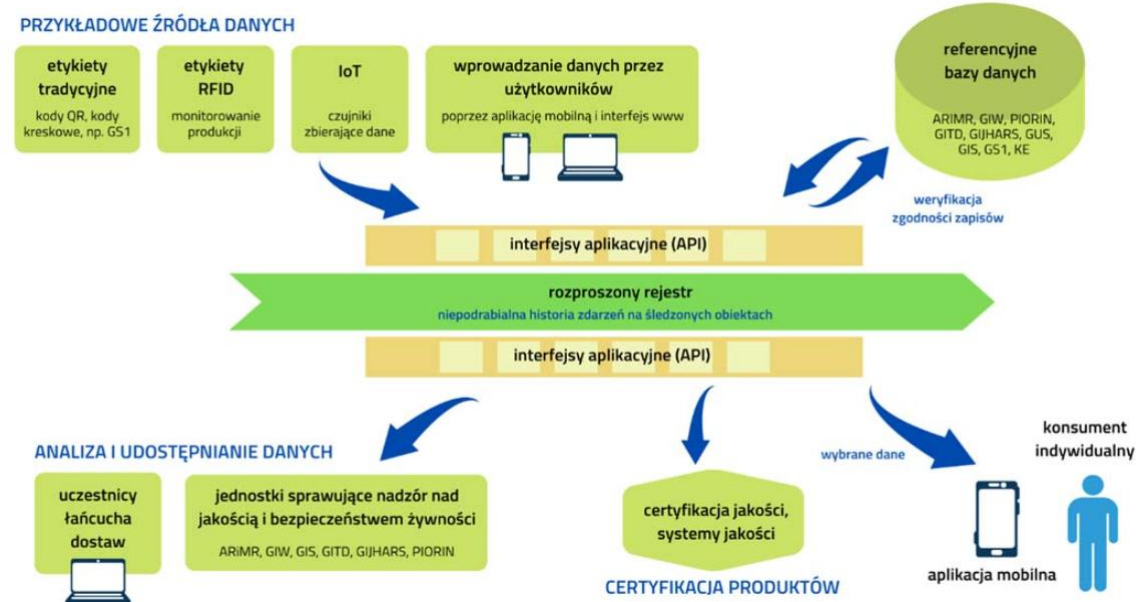 PRZYKŁADOWE ŹRÓDŁA DANYCH
etykiety
tradycyjne
kody QR, kody
kreskowe, np. GS1
etykiety
RFID
monitorowanie
produkcji
IoT
czujniki
zbierające dane
wprowadzanie danych przez
użytkowników
poprzez aplikację mobilną i interfejs www
referencyjne
bazy danych
ARIMR, GIW, PIORIN,
GITD, GIJHARS, GUS,
GIS, GS1, KE
weryfikacja
zgodności zapisów
interfejsy aplikacyjne (API)
rozproszony rejestr
niepodrabialna historia zdarzeń na śledzonych obiektach
interfejsy aplikacyjne (API)
ANALIZA I UDOSTĘPNIANIE DANYCH
uczestnicy
łańcucha
dostaw
jednostki sprawujące nadzór nad
jakością i bezpieczeństwem żywności
ARiMR, GIW, GIS, GITD, GIJHARS, PIORIN
certyfikacja jakości,
systemy jakości
CERTYFIKACJA PRODUKTÓW
wybrane dane
konsument
indywidualny
aplikacja mobilna